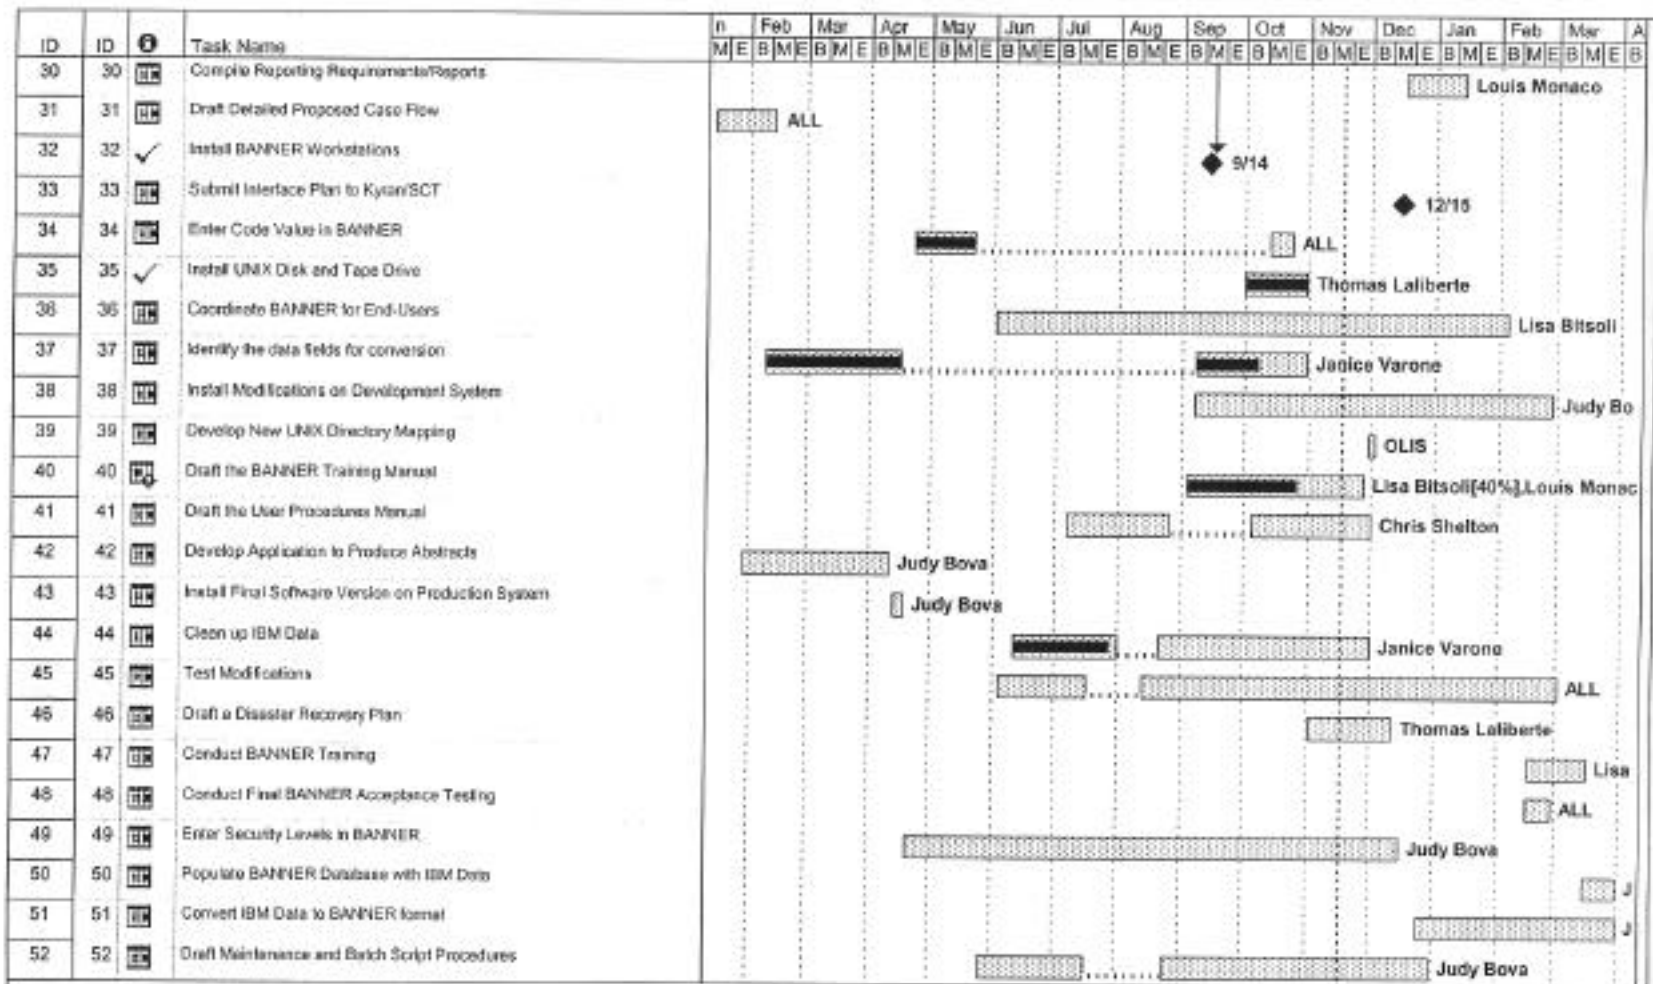 n Feb Mar Apr May Jun Jul Aug Sep Oct Nov Dec Jan Feb Mar A
ID ID Task Name M E B M E B M E B M E B M E B M E B M E B M E B M E B M E B M E B M E B M E B M E B M E B
30 30 Compile Reporting Requirements/Reports Louis Monaco
31 31 Draft Detailed Proposed Case Flow ALL
32 32 Install BANNER Workstations 9/14
33 33 Submit Interface Plan to Kyran/SCT 12/15
34 34 Enter Code Value in BANNER ALL
35 35 Install UNIX Disk and Tape Drive Thomas Laliberte
36 36 Coordinate BANNER for End-Users Lisa Bitsoli
37 37 Identify the data fields for conversion Janice Varone
38 38 Install Modifications on Development System Judy Bo
39 39 Develop New UNIX Directory Mapping OLIS
40 40 Draft the BANNER Training Manual Lisa Bitsoli[40%],Louis Monac
41 41 Draft the User Procedures Manual Chris Shelton
42 42 Develop Application to Produce Abstracts Judy Bova
43 43 Install Final Software Version on Production System Judy Bova
44 44 Clean up IBM Data Janice Varone
45 45 Test Modifications ALL
46 46 Draft a Disaster Recovery Plan Thomas Laliberte
47 47 Conduct BANNER Training Lisa
48 48 Conduct Final BANNER Acceptance Testing ALL
49 49 Enter Security Levels in BANNER Judy Bova
50 50 Populate BANNER Database with IBM Data J
51 51 Convert IBM Data to BANNER format J
52 52 Draft Maintenance and Batch Script Procedures Judy Bova